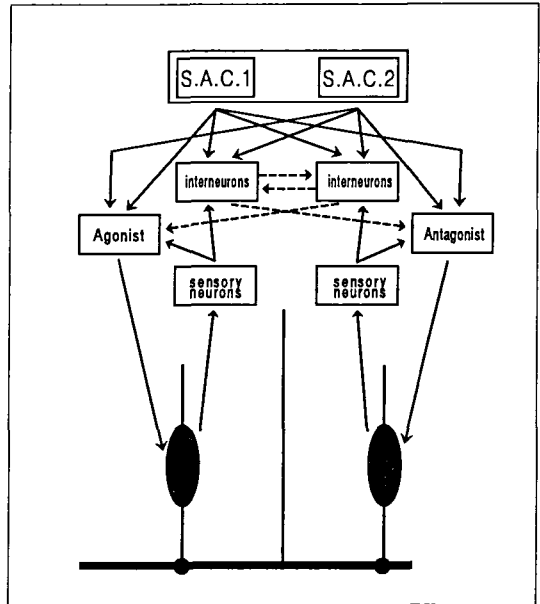 S.A.C.1 S.A.C.2
interneurons interneurons
Agonist Antagonist
sensory sensory
neurons neurons